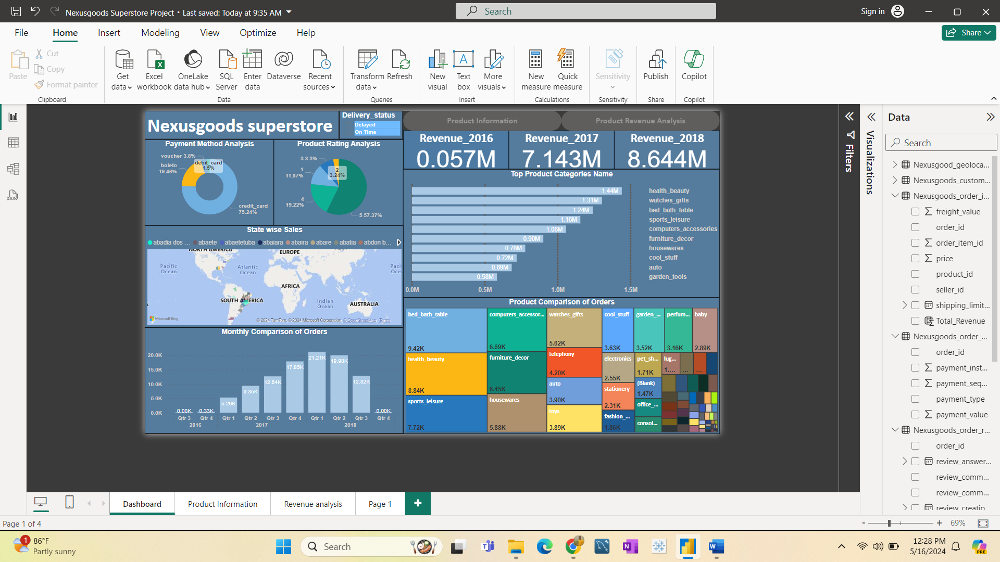 Nexusgoods Superstore Project • Last saved: Today at 9:35 AM
Search
Sign in
File
Home
Insert
Modeling
View
Optimize
Help
Share
Paste
Cut
Copy
Format painter
Clipboard
Get data
Excel workbook
OneLake data hub
SQL Server
Enter data
Dataverse
Recent sources
Data
Transform data
Refresh
Queries
New visual
Text box
More visuals
Insert
New measure
Quick measure
Calculations
Sensitivity
Sensitivity
Publish
Share
Copilot
Copilot
Nexusgoods superstore
Delivery_status
Delayed
On Time
Product Information
Product Revenue Analysis
Revenue_2016
0.057M
Revenue_2017
7.143M
Revenue_2018
8.644M
Payment Method Analysis
voucher 3.8%
debit_card
1.5%
boleto
19.46%
credit_card
75.24%
Product Rating Analysis
3 8.3%
2
3.24%
1
11.87%
4
19.22%
5 57.37%
Top Product Categories Name
1.44M health_beauty
1.31M watches_gifts
1.24M bed_bath_table
1.16M sports_leisure
1.06M computers_accessories
0.90M furniture_decor
0.78M housewares
0.72M cool_stuff
0.69M auto
0.58M garden_tools
0.0M 0.5M 1.0M 1.5M
State wise Sales
abadia dos ... abaete abaetetuba abaiara abaira abare abatia abdon b...
NORTH AMERICA
EUROPE
Pacific Ocean
Atlantic Ocean
Paci
Oce
AFRICA
SOUTH AMERICA
Indian Ocean
AUSTRALIA
Microsoft Bing
© 2024 TomTom, © 2024 Microsoft Corporation, © OpenStreetMap Terms
Monthly Comparison of Orders
20.0K
15.0K
10.0K
5.0K
0.0K
0.00K 0.33K 5.26K 9.35K 12.64K 17.85K 21.21K 19.98K 12.82K 0.00K
Qtr 3 Qtr 4 Qtr 1 Qtr 2 Qtr 3 Qtr 4 Qtr 1 Qtr 2 Qtr 3 Qtr 4
2016 2017 2018
Product Comparison of Orders
bed_bath_table
9.42K
health_beauty
8.84K
sports_leisure
7.72K
computers_accessor...
6.69K
furniture_decor
6.45K
housewares
5.88K
watches_gifts
5.62K
telephony
4.20K
auto
3.90K
toys
3.89K
cool_stuff
3.63K
garden_...
3.52K
perfum...
3.16K
baby
2.89K
electronics
2.55K
stationery
2.31K
fashion_...
1.86K
pet_sh...
1.71K
(Blank)
1.47K
office_...
consol...
lug...
1....
...
...
Filters
Visualizations
Data
Search
Nexusgood_geoloca...
Nexusgoods_custom...
Nexusgoods_order_i...
freight_value
order_id
order_item_id
price
product_id
seller_id
shipping_limit...
Total_Revenue
Nexusgoods_order_...
order_id
payment_inst...
payment_seq...
payment_type
payment_value
Nexusgoods_order_r...
order_id
review_answer...
review_comm...
review_comm...
review_creatio
Dashboard
Product Information
Revenue analysis
Page 1
+
Page 1 of 4
- + 69%
1
86°F
Partly sunny
Search
12:28 PM
5/16/2024
PRE